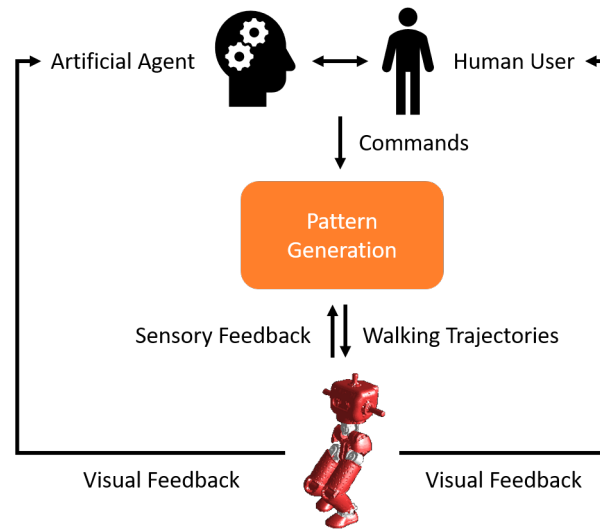 Artificial Agent
Human User
Commands
Pattern
Generation
Sensory Feedback
Walking Trajectories
Visual Feedback
Visual Feedback